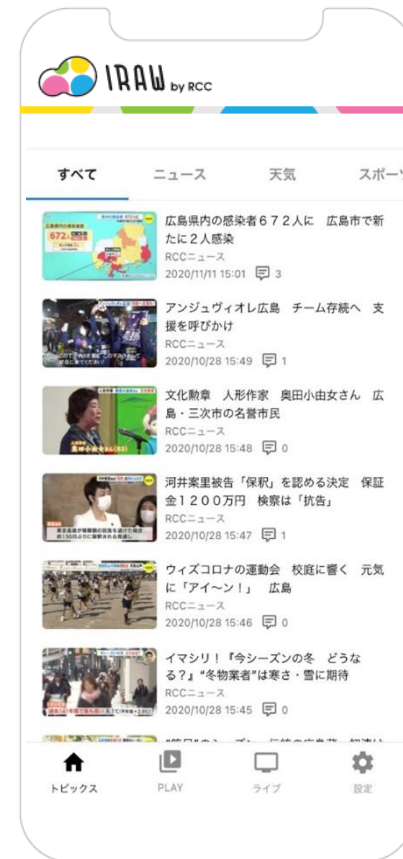 IRAW by RCC
すべて ニュース 天気 スポーツ
広島県内の感染者672人に 広島市で新
たに2人感染
RCCニュース
2020/11/11 15:01 3
672人
アンジュヴィオレ広島 チーム存続へ 支
援を呼びかけ
RCCニュース
2020/10/28 15:49 1
文化勲章 人形作家 奥田小由女さん 広
島・三次市の名誉市民
RCCニュース
2020/10/28 15:48 0
奥田小由女さん(83)
河井案里被告「保釈」を認める決定 保証
金1200万円 検察は「抗告」
RCCニュース
2020/10/28 15:47 1
ウィズコロナの運動会 校庭に響く 元気
に「アイ〜ン!」 広島
RCCニュース
2020/10/28 15:46 0
イマシリ!『今シーズンの冬 どうな
る?』“冬物業者”は寒さ・雪に期待
RCCニュース
2020/10/28 15:45 0
トピックス PLAY ライブ 設定